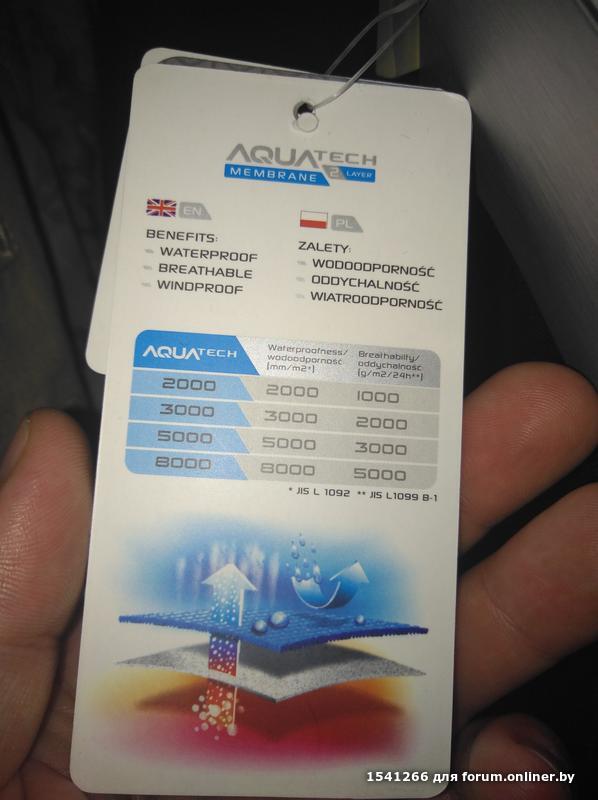 AQUATECH
MEMBRANE 2 LAYER
EN
BENEFITS:
WATERPROOF
BREATHABLE
WINDPROOF
PL
ZALETY:
WODOODPORNOŚĆ
ODDYCHALNOŚĆ
WIATROODPORNOŚĆ
AQUATECH
Waterproofness/
wodoodporność
(mm/m2*)
Breathability/
oddychalność
(g/m2/24h**)
2000 2000 1000
3000 3000 2000
5000 5000 3000
8000 8000 5000
* JIS L 1092 ** JIS L1099 B-1
1541266 для forum.onliner.by